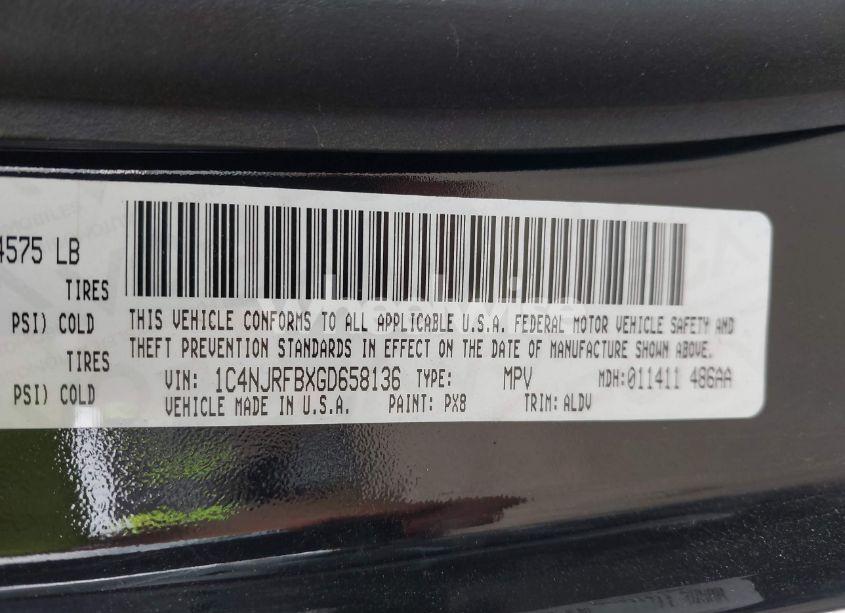 4575 LB
TIRES
PSI) COLD
TIRES
PSI) COLD
THIS VEHICLE CONFORMS TO ALL APPLICABLE U.S.A. FEDERAL MOTOR VEHICLE SAFETY AND
THEFT PREVENTION STANDARDS IN EFFECT ON THE DATE OF MANUFACTURE SHOWN ABOVE.
VIN: 1C4NJRFBXGD658136 TYPE: MPV MDH:011411 486AA
VEHICLE MADE IN U.S.A. PAINT: PX8 TRIM: ALDV